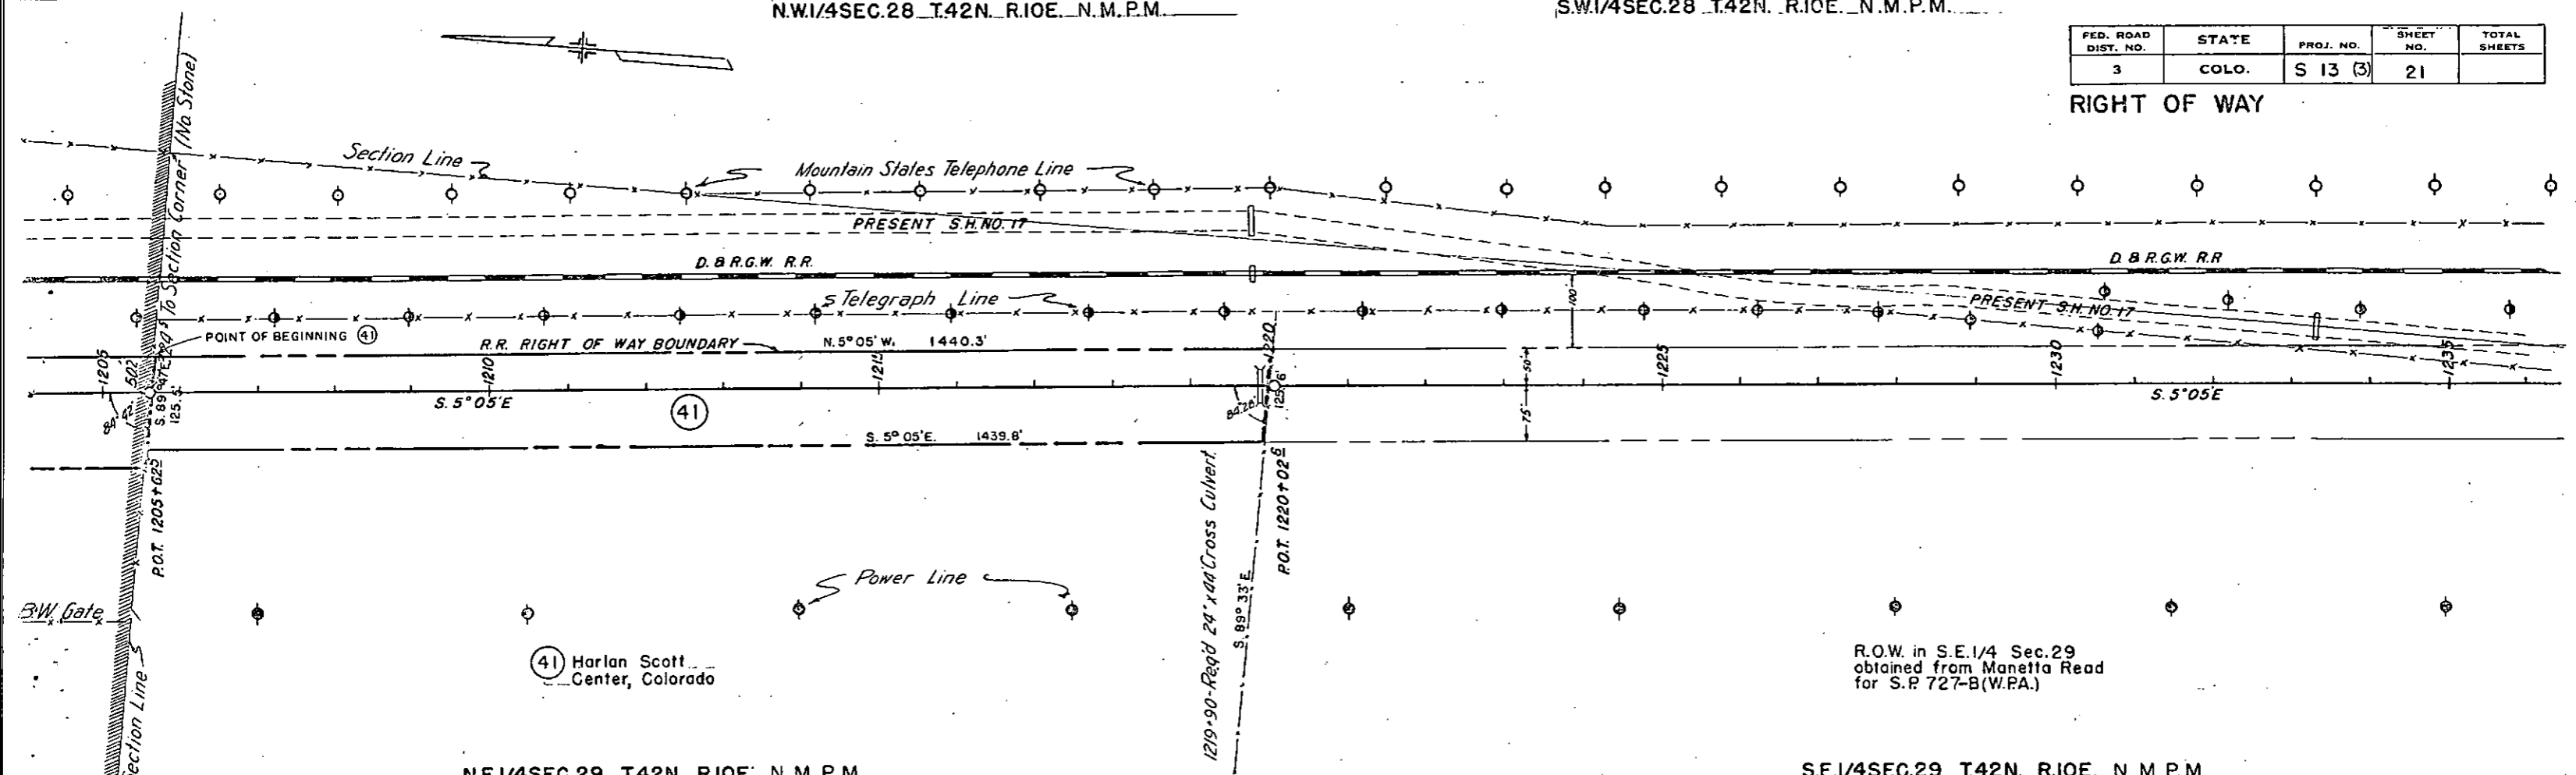 N.W.1/4SEC.28 T.42N. R.10E. N.M.P.M.
S.W.1/4SEC.28 T.42N. R.10E. N.M.P.M.
FED. ROAD DIST. NO. STATE PROJ. NO. SHEET NO. TOTAL SHEETS
3 COLO. S 13 (3) 21
RIGHT OF WAY
To Section Corner (No Stone)
Section Line
Mountain States Telephone Line
PRESENT S.H. NO. 17
D. & R.G.W. R.R.
D. & R.G.W. R.R
Telegraph Line
PRESENT S.H. NO. 17
100'
POINT OF BEGINNING 41
R.R. RIGHT OF WAY BOUNDARY
N.5°05' W. 1440.3'
1205
1210
1215
1220
1225
1230
1235
50'
75'
125.5'
125.6'
S. 5°05'E
41
S. 5°05'E
S. 5°05'E. 1439.8'
P.O.T. 1205+62.5
P.O.T. 1220+02.6
1219+90-Req'd 24"x44' Cross Culvert
S. 89° 33' E.
Power Line
B.W. Gate
Section Line
41 Harlan Scott
Center, Colorado
R.O.W. in S.E.1/4 Sec.29
obtained from Manetta Read
for S.P. 727-B(W.P.A.)
N.E.1/4SEC.29 T.42N. R.10E. N.M.P.M.
S.E.1/4SEC.29 T.42N. R.10E. N.M.P.M.